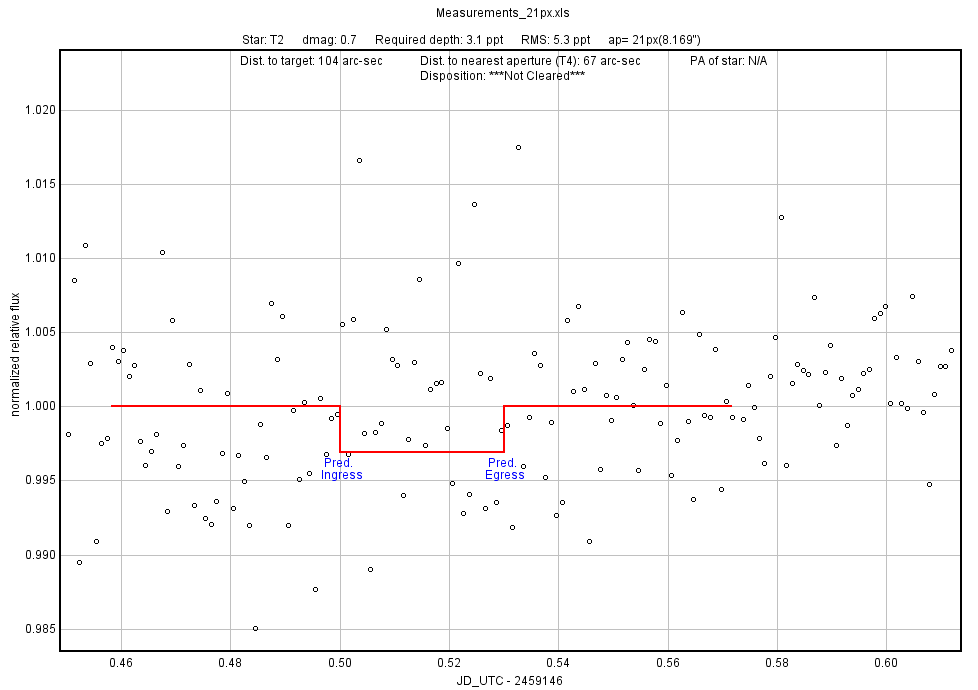 Measurements_21px.xls
Star: T2 dmag: 0.7 Required depth: 3.1 ppt RMS: 5.3 ppt ap= 21px(8.169")
Dist. to target: 104 arc-sec Dist. to nearest aperture (T4): 67 arc-sec PA of star: N/A
Disposition: ***Not Cleared***
normalized relative flux
1.020
1.015
1.010
1.005
1.000
0.995
0.990
0.985
Pred. Ingress
Pred. Egress
0.46 0.48 0.50 0.52 0.54 0.56 0.58 0.60
JD_UTC - 2459146